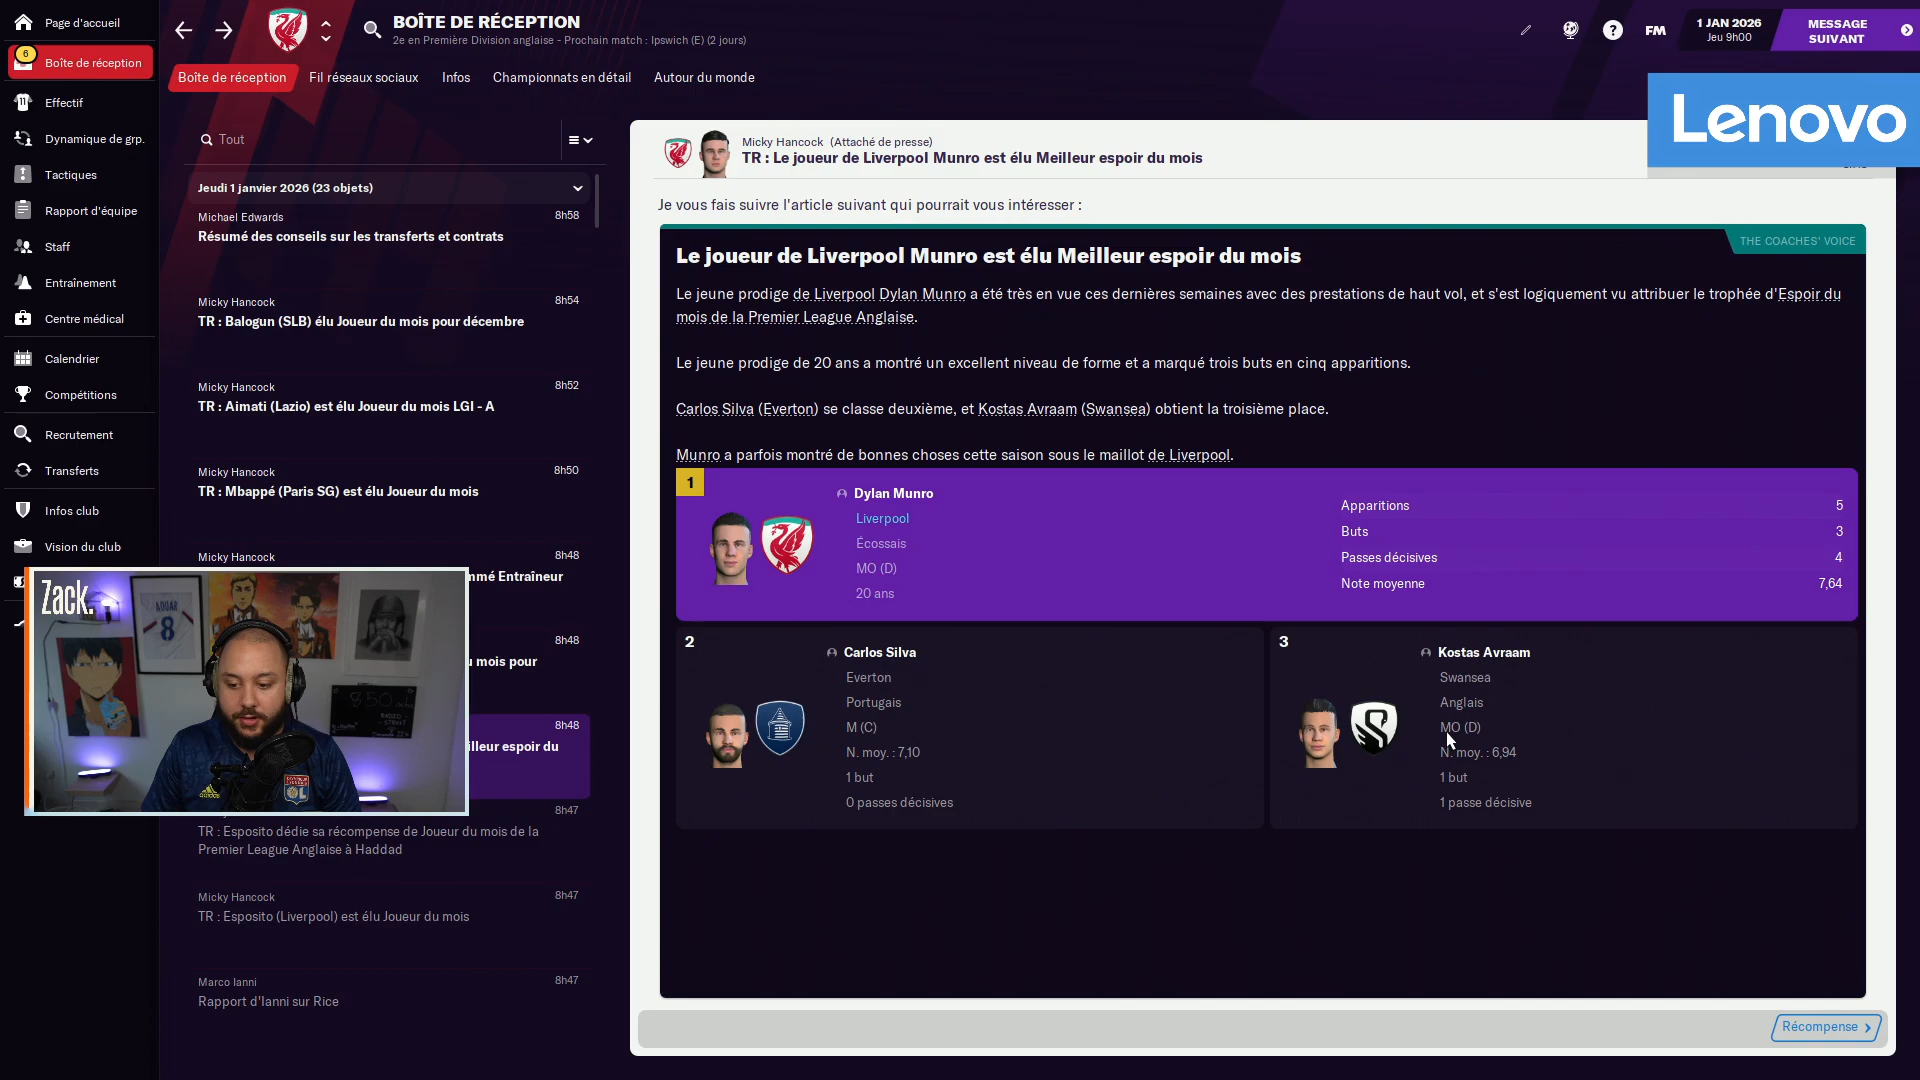 Page d'accueil
6
Boîte de réception
Effectif
Dynamique de grp.
Tactiques
Rapport d'équipe
Staff
Entraînement
Centre médical
Calendrier
Compétitions
Recrutement
Transferts
Infos club
Vision du club
BOÎTE DE RÉCEPTION
2e en Première Division anglaise - Prochain match : Ipswich (E) (2 jours)
FM
1 JAN 2026
Jeu 9h00
MESSAGE
SUIVANT
Boîte de réception
Fil réseaux sociaux
Infos
Championnats en détail
Autour du monde
Lenovo
Tout
Jeudi 1 janvier 2026 (23 objets)
Michael Edwards 8h58
Résumé des conseils sur les transferts et contrats
Micky Hancock 8h54
TR : Balogun (SLB) élu Joueur du mois pour décembre
Micky Hancock 8h52
TR : Aimati (Lazio) est élu Joueur du mois LGI - A
Micky Hancock 8h50
TR : Mbappé (Paris SG) est élu Joueur du mois
Micky Hancock 8h48
mmé Entraîneur
8h48
u mois pour
8h48
illeur espoir du
8h47
TR : Esposito dédie sa récompense de Joueur du mois de la
Premier League Anglaise à Haddad
Micky Hancock 8h47
TR : Esposito (Liverpool) est élu Joueur du mois
Marco Ianni 8h47
Rapport d'Ianni sur Rice
Zack.
AOUAR
8
Micky Hancock (Attaché de presse)
TR : Le joueur de Liverpool Munro est élu Meilleur espoir du mois
Je vous fais suivre l'article suivant qui pourrait vous intéresser :
THE COACHES' VOICE
Le joueur de Liverpool Munro est élu Meilleur espoir du mois
Le jeune prodige de Liverpool Dylan Munro a été très en vue ces dernières semaines avec des prestations de haut vol, et s'est logiquement vu attribuer le trophée d'Espoir du
mois de la Premier League Anglaise.
Le jeune prodige de 20 ans a montré un excellent niveau de forme et a marqué trois buts en cinq apparitions.
Carlos Silva (Everton) se classe deuxième, et Kostas Avraam (Swansea) obtient la troisième place.
Munro a parfois montré de bonnes choses cette saison sous le maillot de Liverpool.
1
Dylan Munro
Liverpool
Écossais
MO (D)
20 ans
Apparitions 5
Buts 3
Passes décisives 4
Note moyenne 7,64
2
Carlos Silva
Everton
Portugais
M (C)
N. moy. : 7,10
1 but
0 passes décisives
3
Kostas Avraam
Swansea
Anglais
MO (D)
N. moy. : 6,94
1 but
1 passe décisive
Récompense